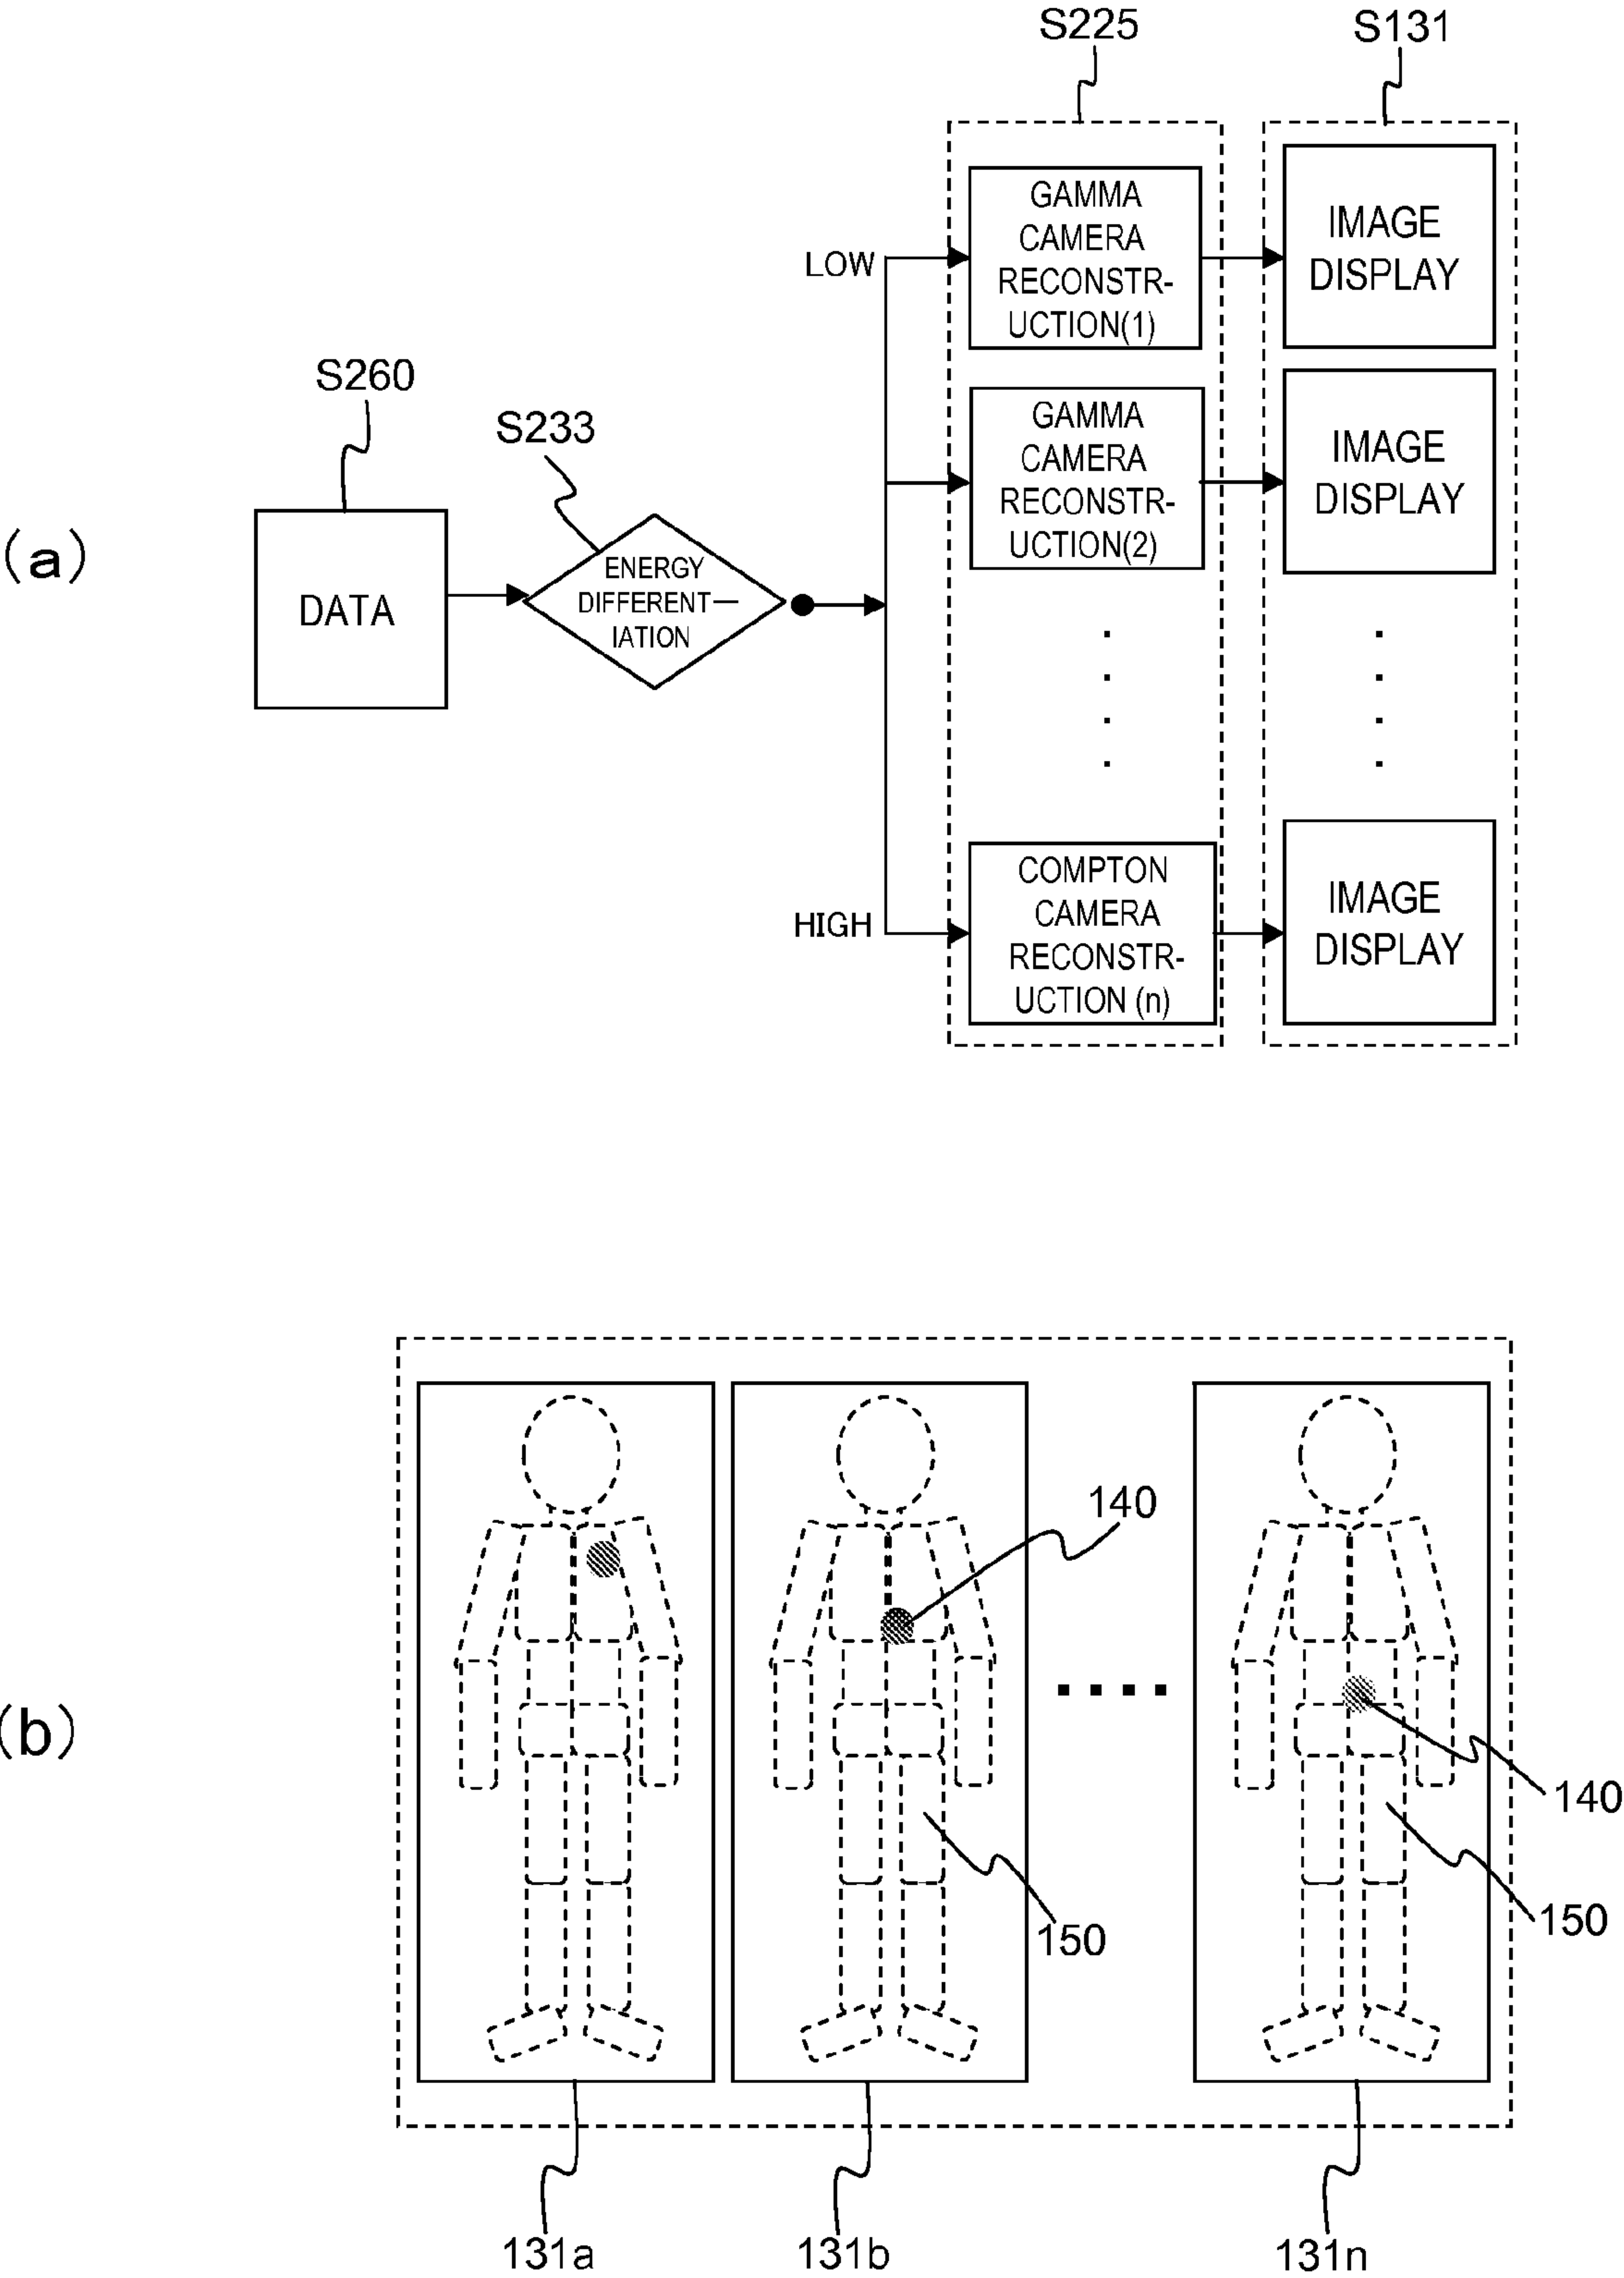 S225
S131
GAMMA
CAMERA
RECONSTR-
UCTION(1)
IMAGE
DISPLAY
LOW
S260
S233
GAMMA
CAMERA
RECONSTR-
UCTION(2)
IMAGE
DISPLAY
(a)
DATA
ENERGY
DIFFERENT—
IATION
HIGH
COMPTON
CAMERA
RECONSTR-
UCTION (n)
IMAGE
DISPLAY
140
(b)
140
150
150
131a
131b
131n